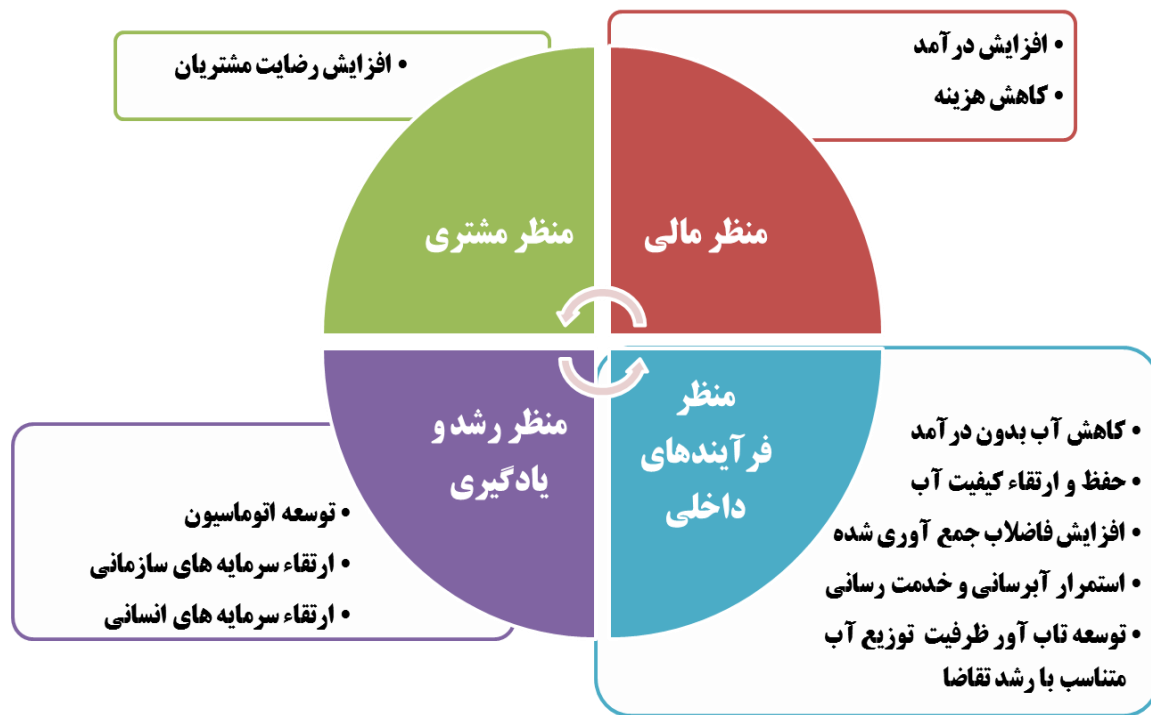 • افزایش درآمد
• کاهش هزینه
منظر مالی
• افزایش رضایت مشتریان
منظر مشتری
منظر
فرآیندهای
داخلی
• کاهش آب بدون درآمد
• حفظ و ارتقاء کیفیت آب
• افزایش فاضلاب جمع آوری شده
• استمرار آبرسانی و خدمت رسانی
• توسعه تاب آور ظرفیت توزیع آب
متناسب با رشد تقاضا
منظر رشد و
یادگیری
• توسعه اتوماسیون
• ارتقاء سرمایه های سازمانی
• ارتقاء سرمایه های انسانی